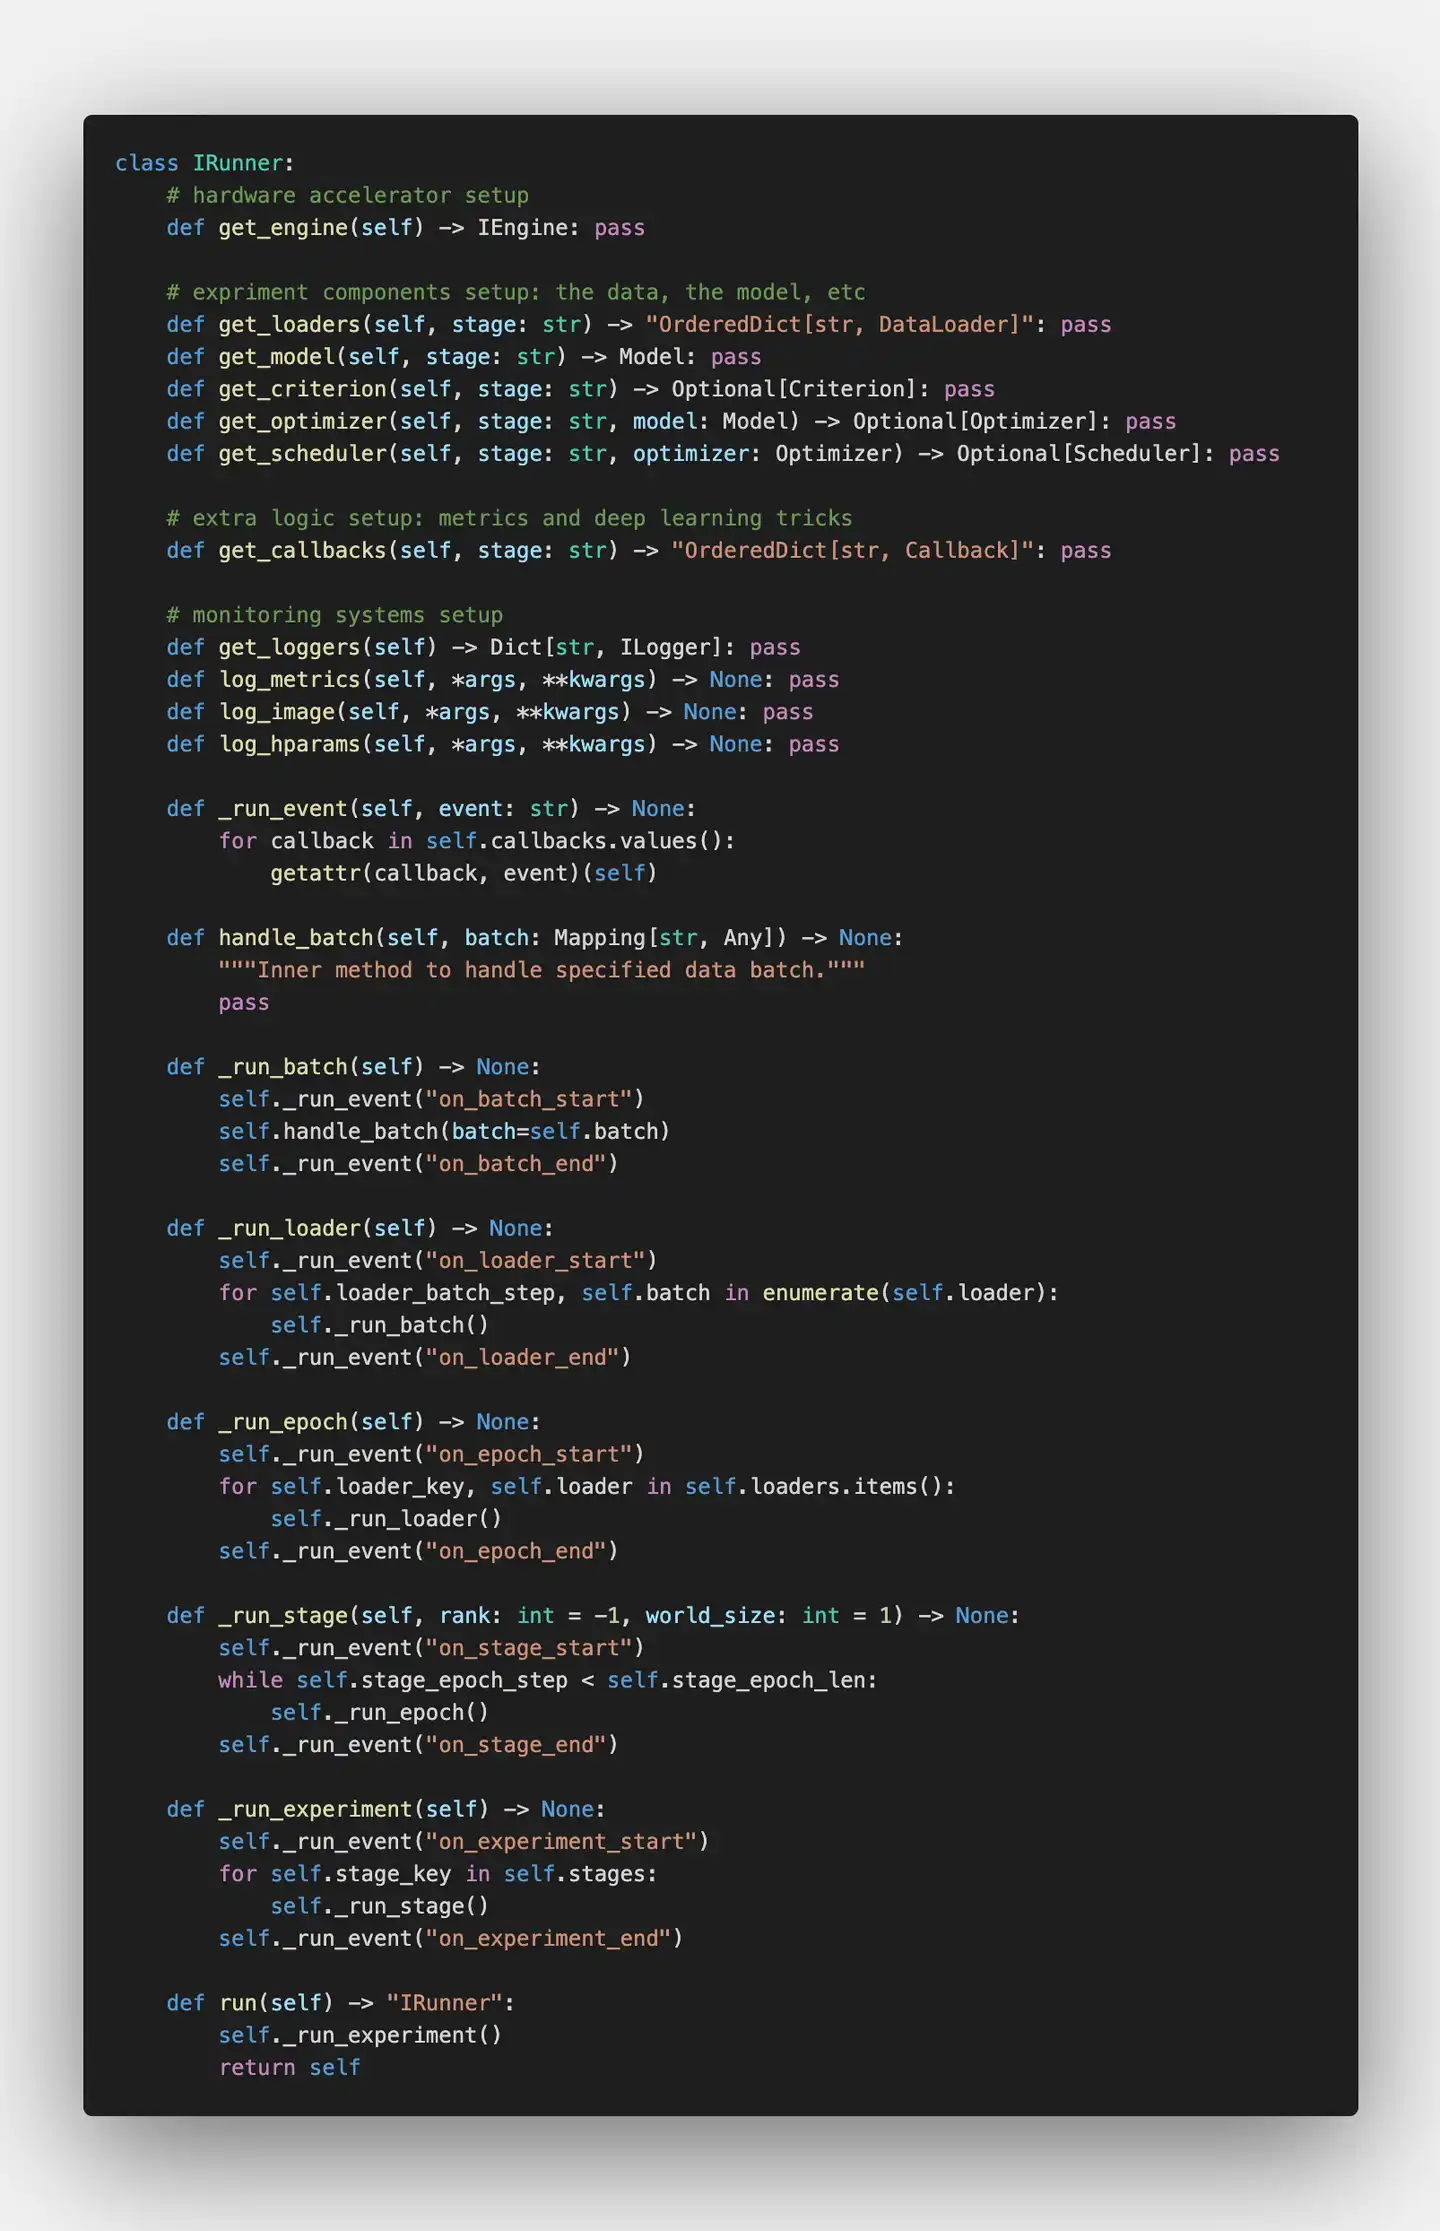 class IRunner:
    # hardware accelerator setup
    def get_engine(self) -> IEngine: pass

    # expriment components setup: the data, the model, etc
    def get_loaders(self, stage: str) -> "OrderedDict[str, DataLoader]": pass
    def get_model(self, stage: str) -> Model: pass
    def get_criterion(self, stage: str) -> Optional[Criterion]: pass
    def get_optimizer(self, stage: str, model: Model) -> Optional[Optimizer]: pass
    def get_scheduler(self, stage: str, optimizer: Optimizer) -> Optional[Scheduler]: pass

    # extra logic setup: metrics and deep learning tricks
    def get_callbacks(self, stage: str) -> "OrderedDict[str, Callback]": pass

    # monitoring systems setup
    def get_loggers(self) -> Dict[str, ILogger]: pass
    def log_metrics(self, *args, **kwargs) -> None: pass
    def log_image(self, *args, **kwargs) -> None: pass
    def log_hparams(self, *args, **kwargs) -> None: pass

    def _run_event(self, event: str) -> None:
        for callback in self.callbacks.values():
            getattr(callback, event)(self)

    def handle_batch(self, batch: Mapping[str, Any]) -> None:
        """Inner method to handle specified data batch."""
        pass

    def _run_batch(self) -> None:
        self._run_event("on_batch_start")
        self.handle_batch(batch=self.batch)
        self._run_event("on_batch_end")

    def _run_loader(self) -> None:
        self._run_event("on_loader_start")
        for self.loader_batch_step, self.batch in enumerate(self.loader):
            self._run_batch()
        self._run_event("on_loader_end")

    def _run_epoch(self) -> None:
        self._run_event("on_epoch_start")
        for self.loader_key, self.loader in self.loaders.items():
            self._run_loader()
        self._run_event("on_epoch_end")

    def _run_stage(self, rank: int = -1, world_size: int = 1) -> None:
        self._run_event("on_stage_start")
        while self.stage_epoch_step < self.stage_epoch_len:
            self._run_epoch()
        self._run_event("on_stage_end")

    def _run_experiment(self) -> None:
        self._run_event("on_experiment_start")
        for self.stage_key in self.stages:
            self._run_stage()
        self._run_event("on_experiment_end")

    def run(self) -> "IRunner":
        self._run_experiment()
        return self